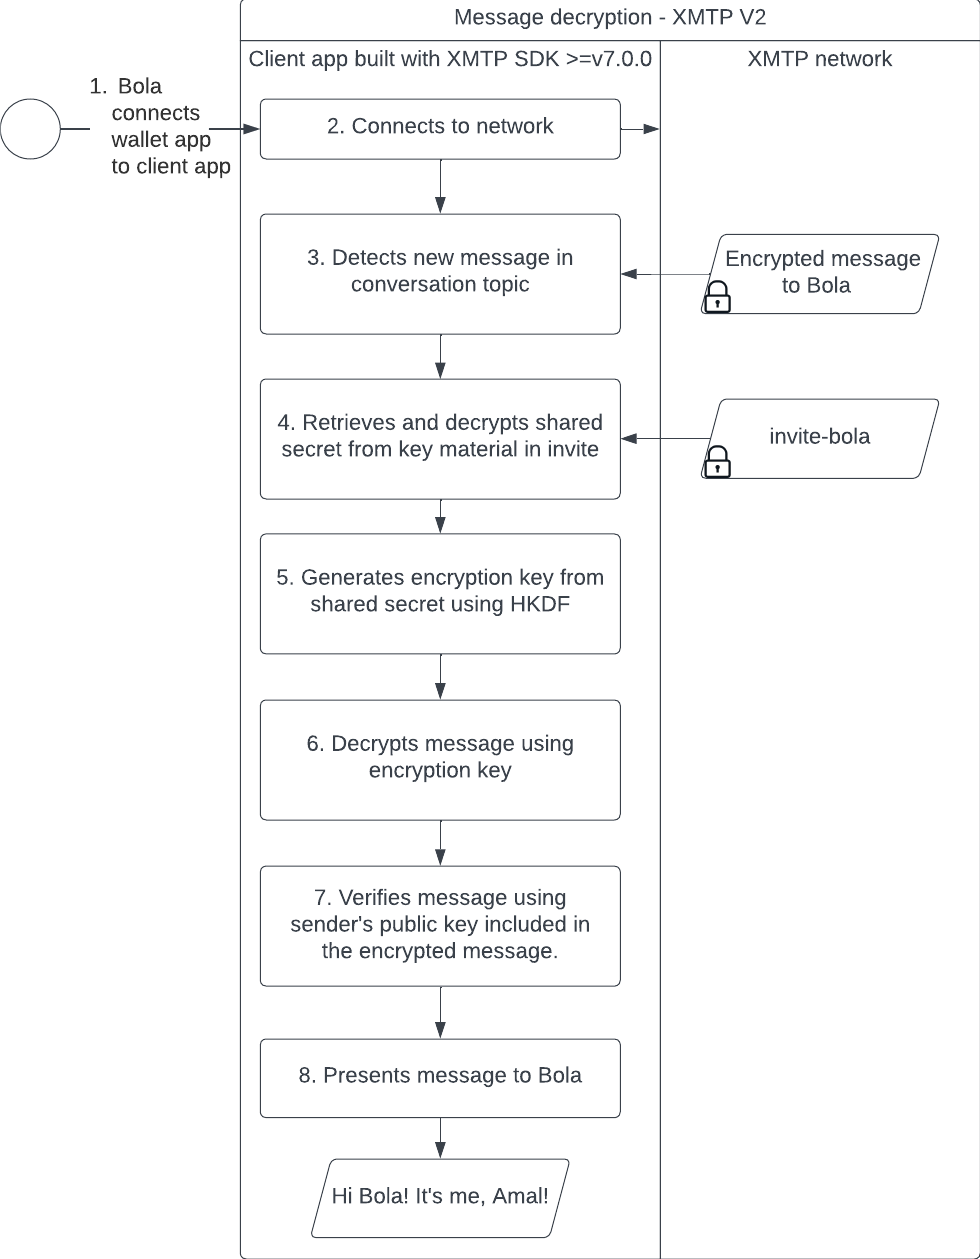 Message decryption - XMTP V2
Client app built with XMTP SDK >=v7.0.0
XMTP network
1. Bola
connects
wallet app
to client app
2. Connects to network
3. Detects new message in
conversation topic
Encrypted message
to Bola
4. Retrieves and decrypts shared
secret from key material in invite
invite-bola
5. Generates encryption key from
shared secret using HKDF
6. Decrypts message using
encryption key
7. Verifies message using
sender's public key included in
the encrypted message.
8. Presents message to Bola
Hi Bola! It's me, Amal!